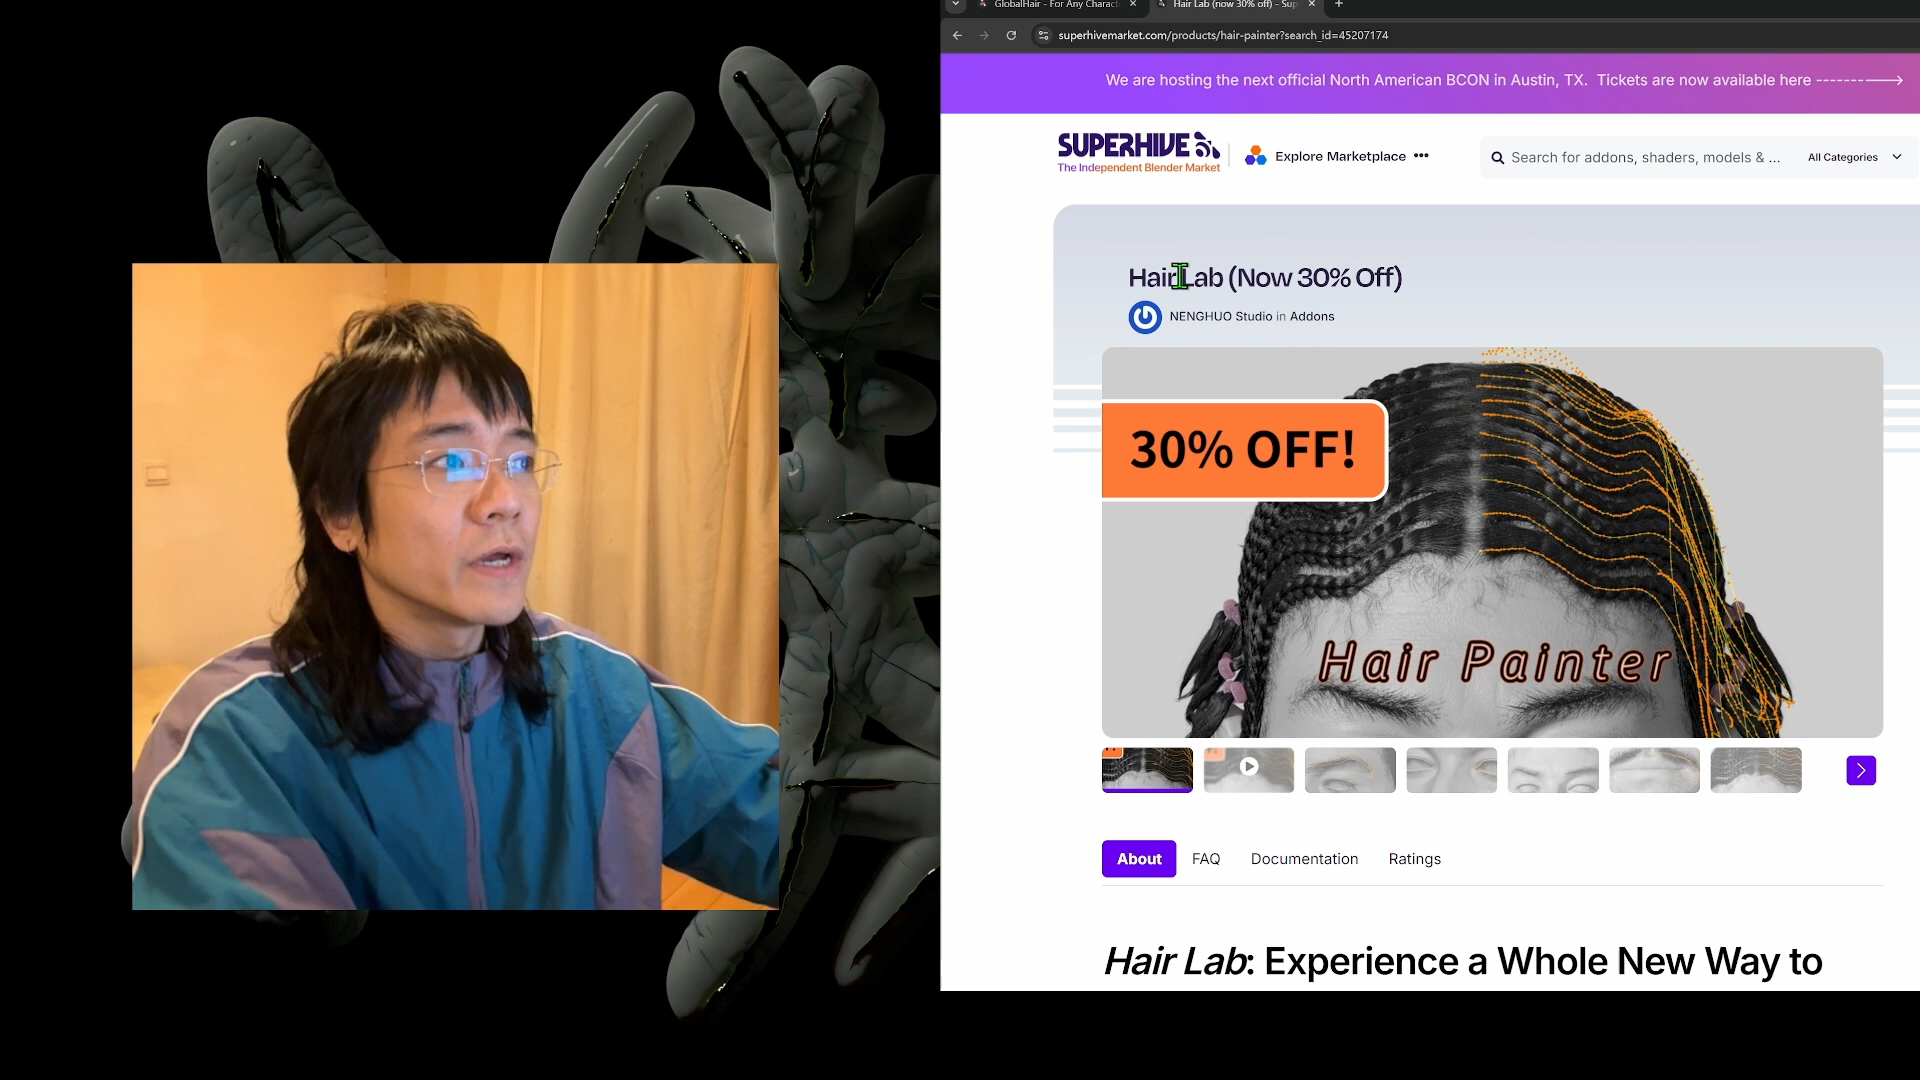 GlobalHair - For Any Charact
Hair Lab (now 30% off) - Sup
superhivemarket.com/products/hair-painter?search_id=45207174
We are hosting the next official North American BCON in Austin, TX. Tickets are now available here -------->
SUPERHIVE
The Independent Blender Market
Explore Marketplace •••
Search for addons, shaders, models & ...
All Categories
Hair Lab (Now 30% Off)
NENGHUO Studio in Addons
30% OFF!
Hair Painter
About
FAQ
Documentation
Ratings
Hair Lab: Experience a Whole New Way to